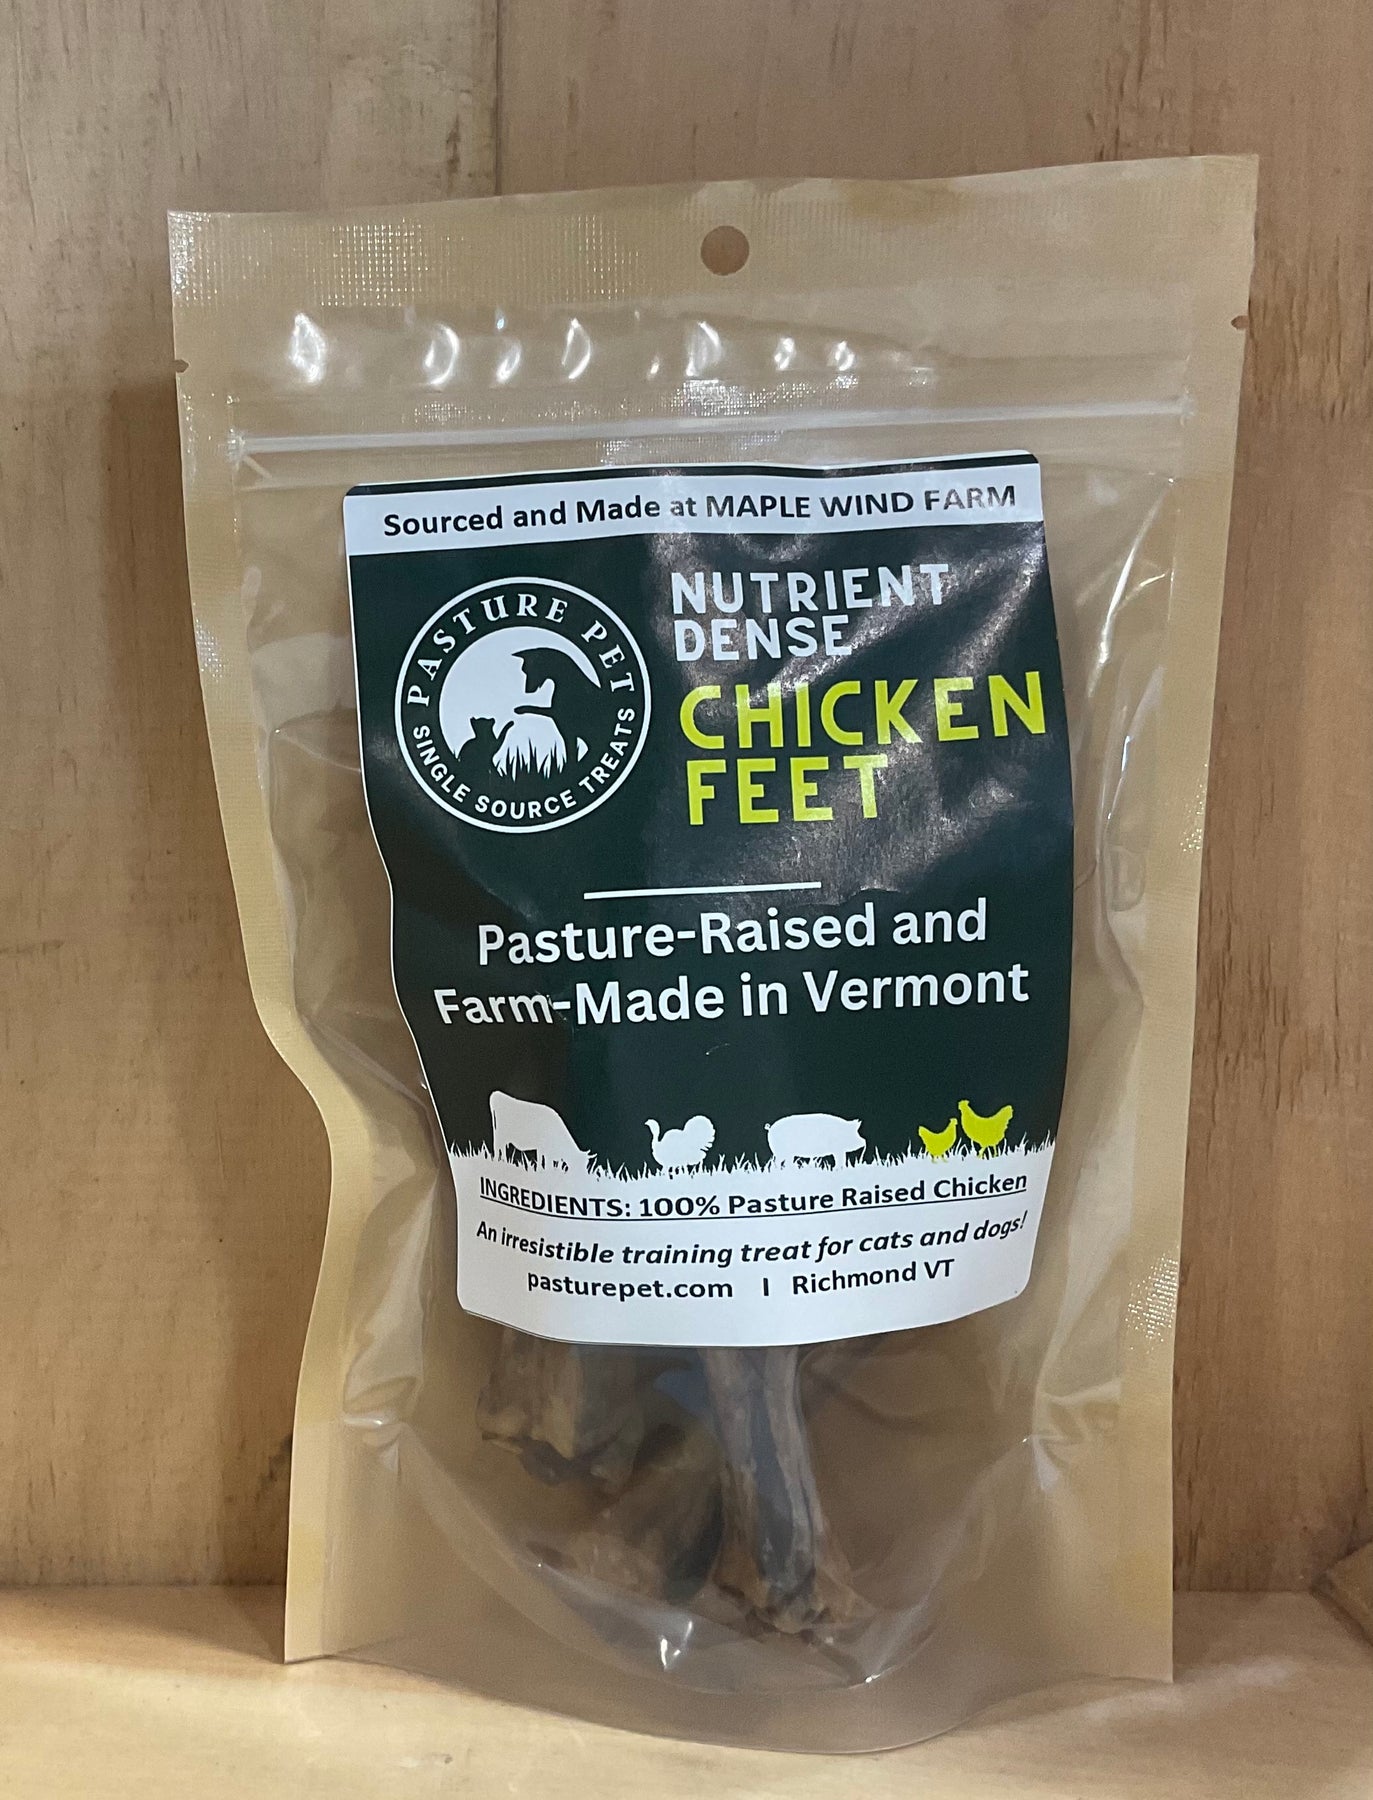 Sourced and Made at MAPLE WIND FARM
PASTURE PET
SINGLE SOURCE TREATS
NUTRIENT
DENSE
CHICKEN
FEET
Pasture-Raised and
Farm-Made in Vermont
INGREDIENTS: 100% Pasture Raised Chicken
An irresistible training treat for cats and dogs!
pasturepet.com I Richmond VT